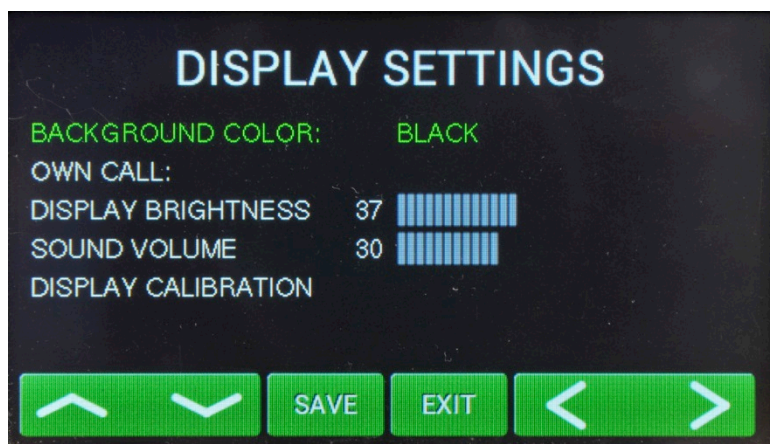 DISPLAY SETTINGS
BACKGROUND COLOR: BLACK
OWN CALL:
DISPLAY BRIGHTNESS 37
SOUND VOLUME 30
DISPLAY CALIBRATION
SAVE EXIT